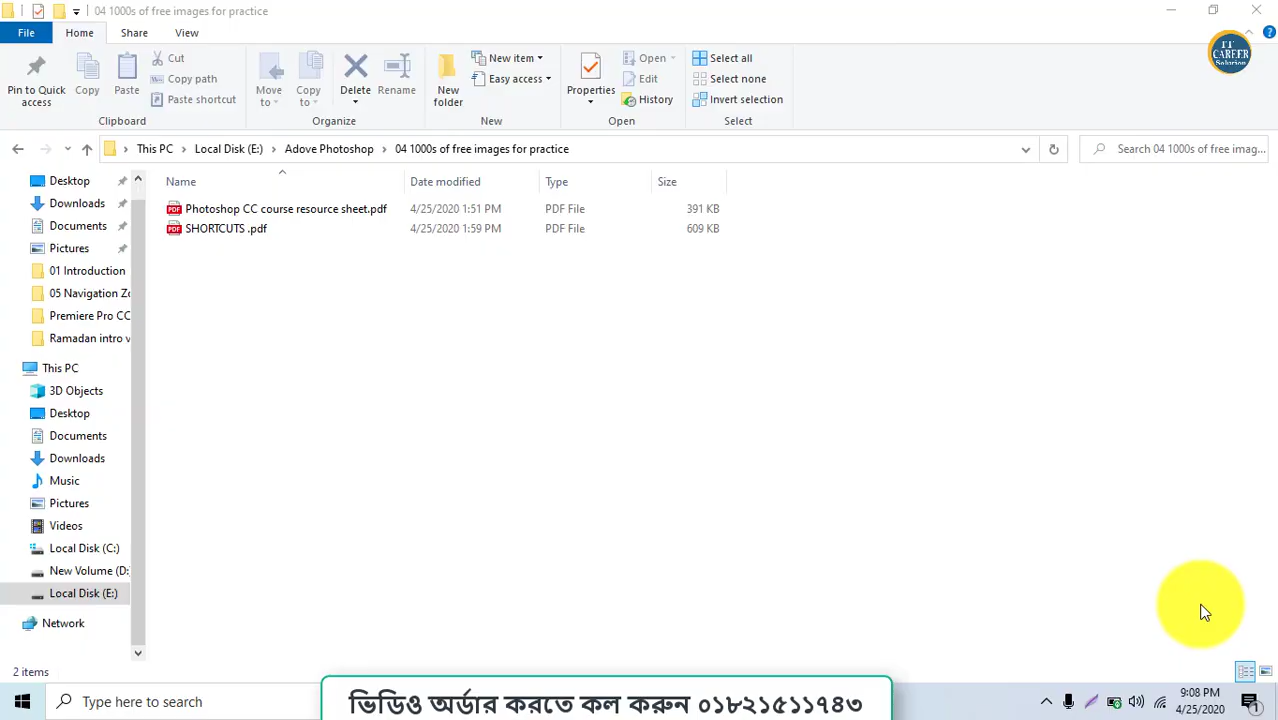 04 1000s of free images for practice
File Home Share View
Pin to Quick access
Copy
Paste
Cut
Copy path
Paste shortcut
Clipboard
Move to
Copy to
Delete
Rename
Organize
New folder
New item
Easy access
New
Properties
Open
Edit
History
Open
Select all
Select none
Invert selection
Select
IT CAREER Solution
This PC Local Disk (E:) Adove Photoshop 04 1000s of free images for practice
Search 04 1000s of free imag...
Name Date modified Type Size
Photoshop CC course resource sheet.pdf 4/25/2020 1:51 PM PDF File 391 KB
SHORTCUTS .pdf 4/25/2020 1:59 PM PDF File 609 KB
Desktop
Downloads
Documents
Pictures
01 Introduction
05 Navigation Zo
Premiere Pro CC
Ramadan intro v
This PC
3D Objects
Desktop
Documents
Downloads
Music
Pictures
Videos
Local Disk (C:)
New Volume (D:
Local Disk (E:)
Network
2 items
Type here to search
ভিডিও অর্ডার করতে কল করুন ০১৮২১৫১১৭৪৩
9:08 PM
4/25/2020
1